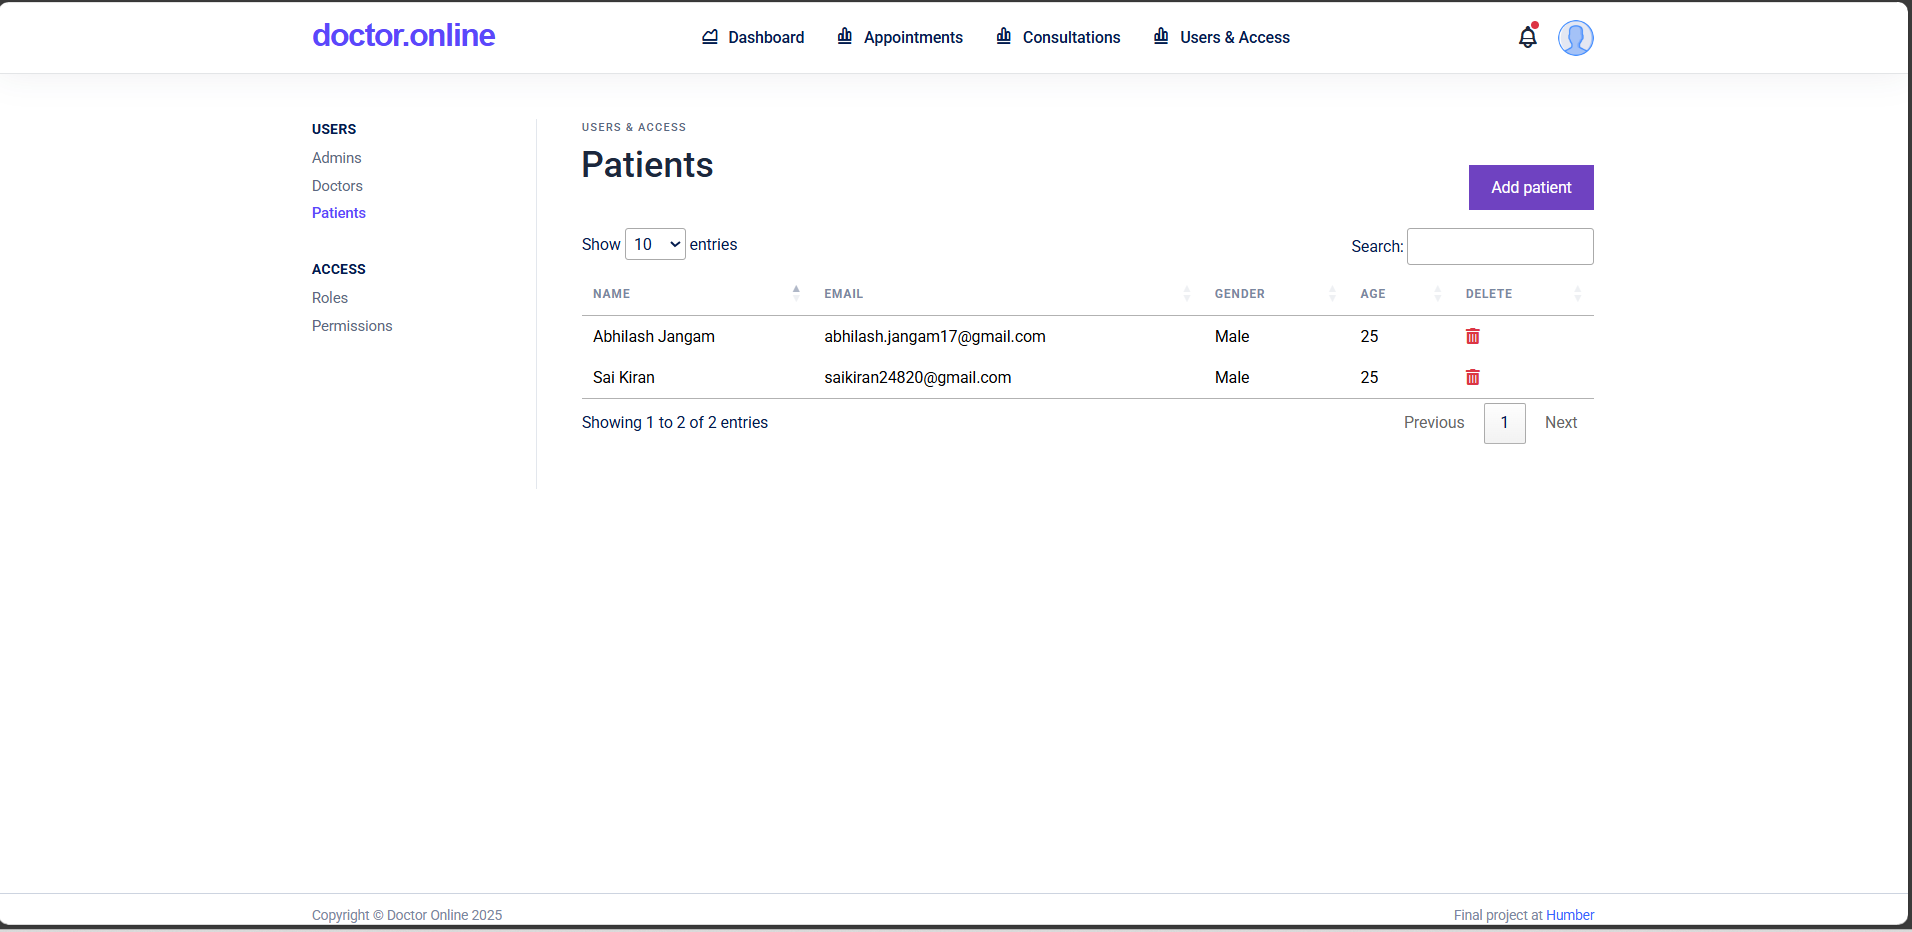 doctor.online
Dashboard Appointments Consultations Users & Access
USERS
Admins
Doctors
Patients
ACCESS
Roles
Permissions
USERS & ACCESS
Patients
Add patient
Show 10 entries
Search:
NAME EMAIL GENDER AGE DELETE
Abhilash Jangam abhilash.jangam17@gmail.com Male 25
Sai Kiran saikiran24820@gmail.com Male 25
Showing 1 to 2 of 2 entries
Previous 1 Next
Copyright © Doctor Online 2025
Final project at Humber